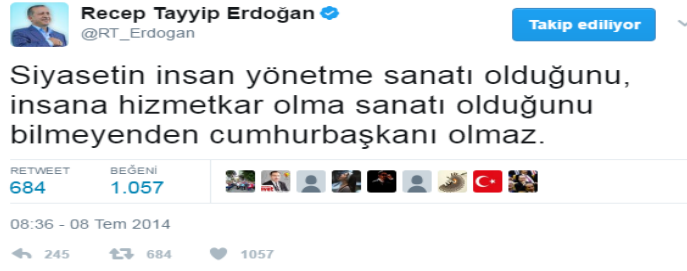 Recep Tayyip Erdoğan
@RT_Erdogan
Takip ediliyor
Siyasetin insan yönetme sanatı olduğunu,
insana hizmetkar olma sanatı olduğunu
bilmeyenden cumhurbaşkanı olmaz.
RETWEET BEĞENİ
684 1.057
08:36 - 08 Tem 2014
245 684 1057